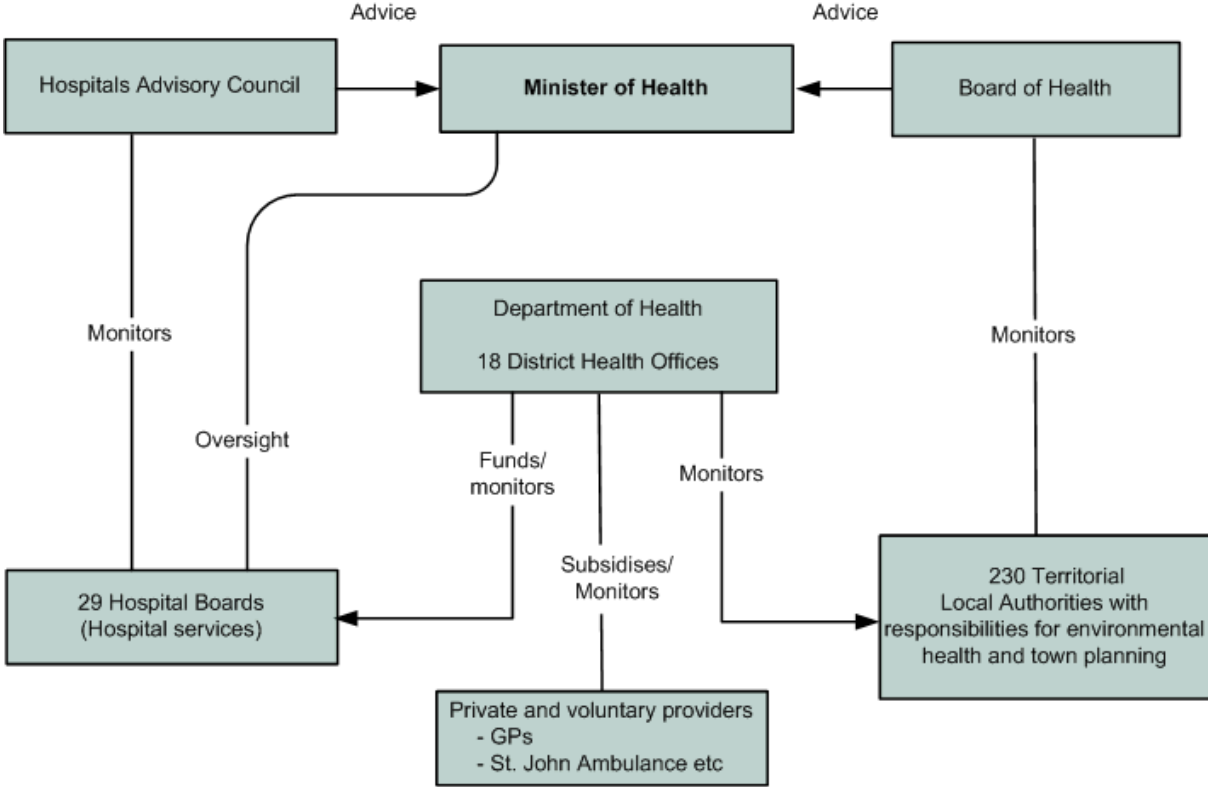 Advice
Advice
Hospitals Advisory Council
Minister of Health
Board of Health
Department of Health
18 District Health Offices
Monitors
Monitors
Oversight
Funds/
monitors
Monitors
Subsidises/
Monitors
29 Hospital Boards
(Hospital services)
230 Territorial
Local Authorities with
responsibilities for environmental
health and town planning
Private and voluntary providers
- GPs
- St. John Ambulance etc